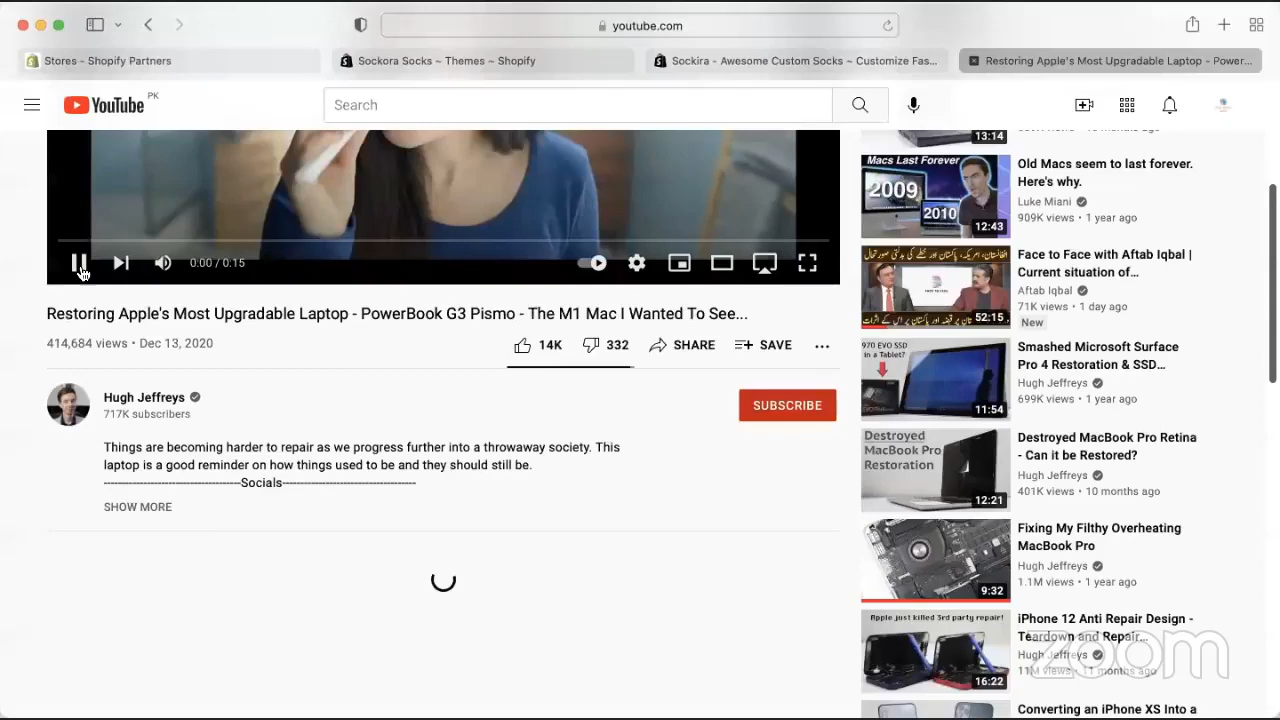 youtube.com
Stores ~ Shopify Partners
Sockora Socks ~ Themes ~ Shopify
Sockira - Awesome Custom Socks ~ Customize Fas...
Restoring Apple's Most Upgradable Laptop - Power...
YouTube PK
Search
0:00 / 0:15
Restoring Apple's Most Upgradable Laptop - PowerBook G3 Pismo - The M1 Mac I Wanted To See...
414,684 views • Dec 13, 2020
14K
332
SHARE
SAVE
Hugh Jeffreys
717K subscribers
SUBSCRIBE
Things are becoming harder to repair as we progress further into a throwaway society. This
laptop is a good reminder on how things used to be and they should still be.
-----------------------------------Socials----------------------------------
SHOW MORE
13:14
Macs Last Forever
2009
2010
12:43
Old Macs seem to last forever.
Here's why.
Luke Miani
909K views • 1 year ago
52:15
Face to Face with Aftab Iqbal |
Current situation of...
Aftab Iqbal
71K views • 1 day ago
New
970 EVO SSD
in a Tablet?
11:54
Smashed Microsoft Surface
Pro 4 Restoration & SSD...
Hugh Jeffreys
699K views • 1 year ago
Destroyed
MacBook Pro
Restoration
12:21
Destroyed MacBook Pro Retina
- Can it be Restored?
Hugh Jeffreys
401K views • 10 months ago
9:32
Fixing My Filthy Overheating
MacBook Pro
Hugh Jeffreys
1.1M views • 1 year ago
Apple just killed 3rd party repair!
16:22
iPhone 12 Anti Repair Design -
Teardown and Repair...
Hugh Jeffreys
11M views • 11 months ago
Converting an iPhone XS Into a
zoom